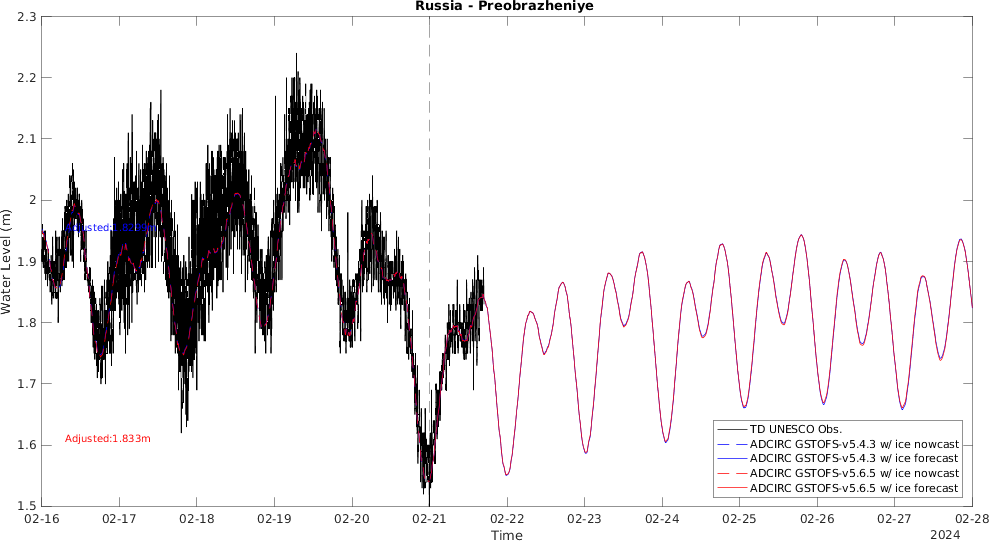 Russia - Preobrazheniye
2.3
2.2
2.1
2
1.9
1.8
1.7
1.6
1.5
Water Level (m)
Adjusted:1.833m
TD UNESCO Obs.
ADCIRC GSTOFS-v5.4.3 w/ ice nowcast
ADCIRC GSTOFS-v5.4.3 w/ ice forecast
ADCIRC GSTOFS-v5.6.5 w/ ice nowcast
ADCIRC GSTOFS-v5.6.5 w/ ice forecast
02-16 02-17 02-18 02-19 02-20 02-21 02-22 02-23 02-24 02-25 02-26 02-27 02-28
Time
2024